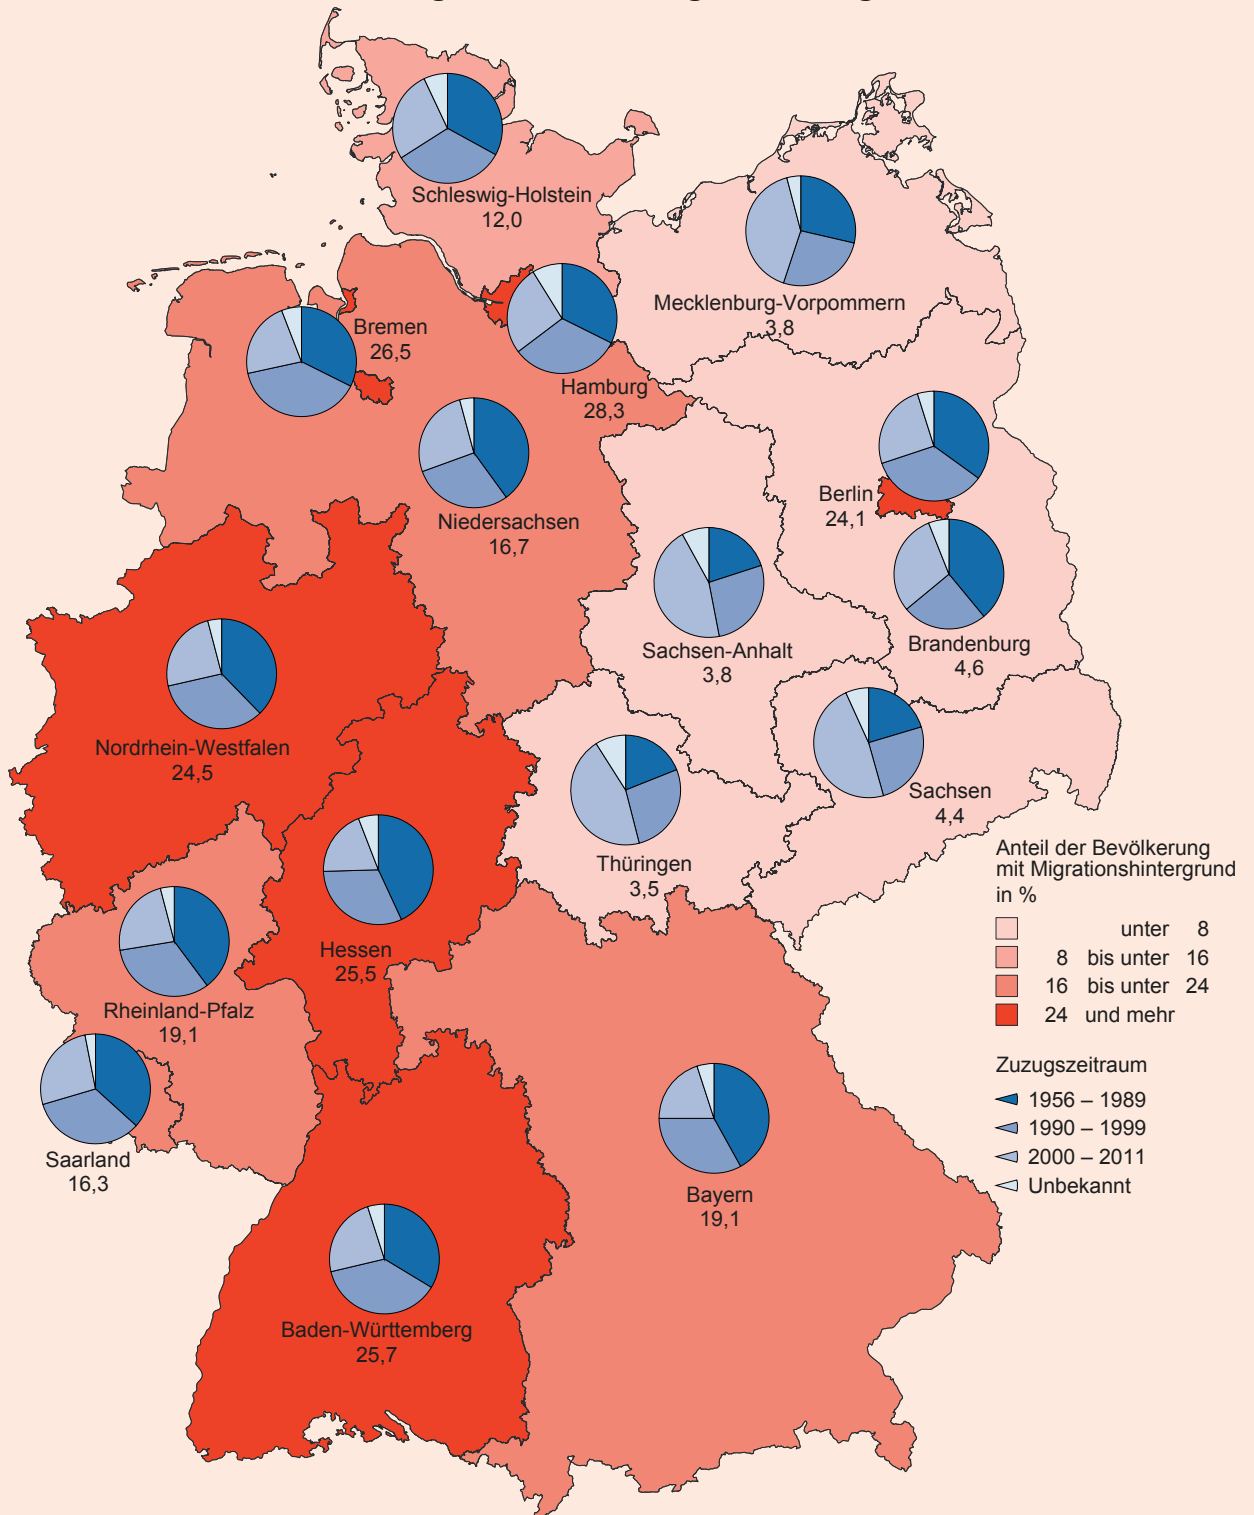 Schleswig-Holstein
12,0
Mecklenburg-Vorpommern
3,8
Bremen
26,5
Hamburg
28,3
Niedersachsen
16,7
Berlin
24,1
Sachsen-Anhalt
3,8
Brandenburg
4,6
Nordrhein-Westfalen
24,5
Sachsen
4,4
Thüringen
3,5
Hessen
25,5
Rheinland-Pfalz
19,1
Saarland
16,3
Bayern
19,1
Baden-Württemberg
25,7
Anteil der Bevölkerung
mit Migrationshintergrund
in %
unter 8
8 bis unter 16
16 bis unter 24
24 und mehr
Zuzugszeitraum
1956 – 1989
1990 – 1999
2000 – 2011
Unbekannt